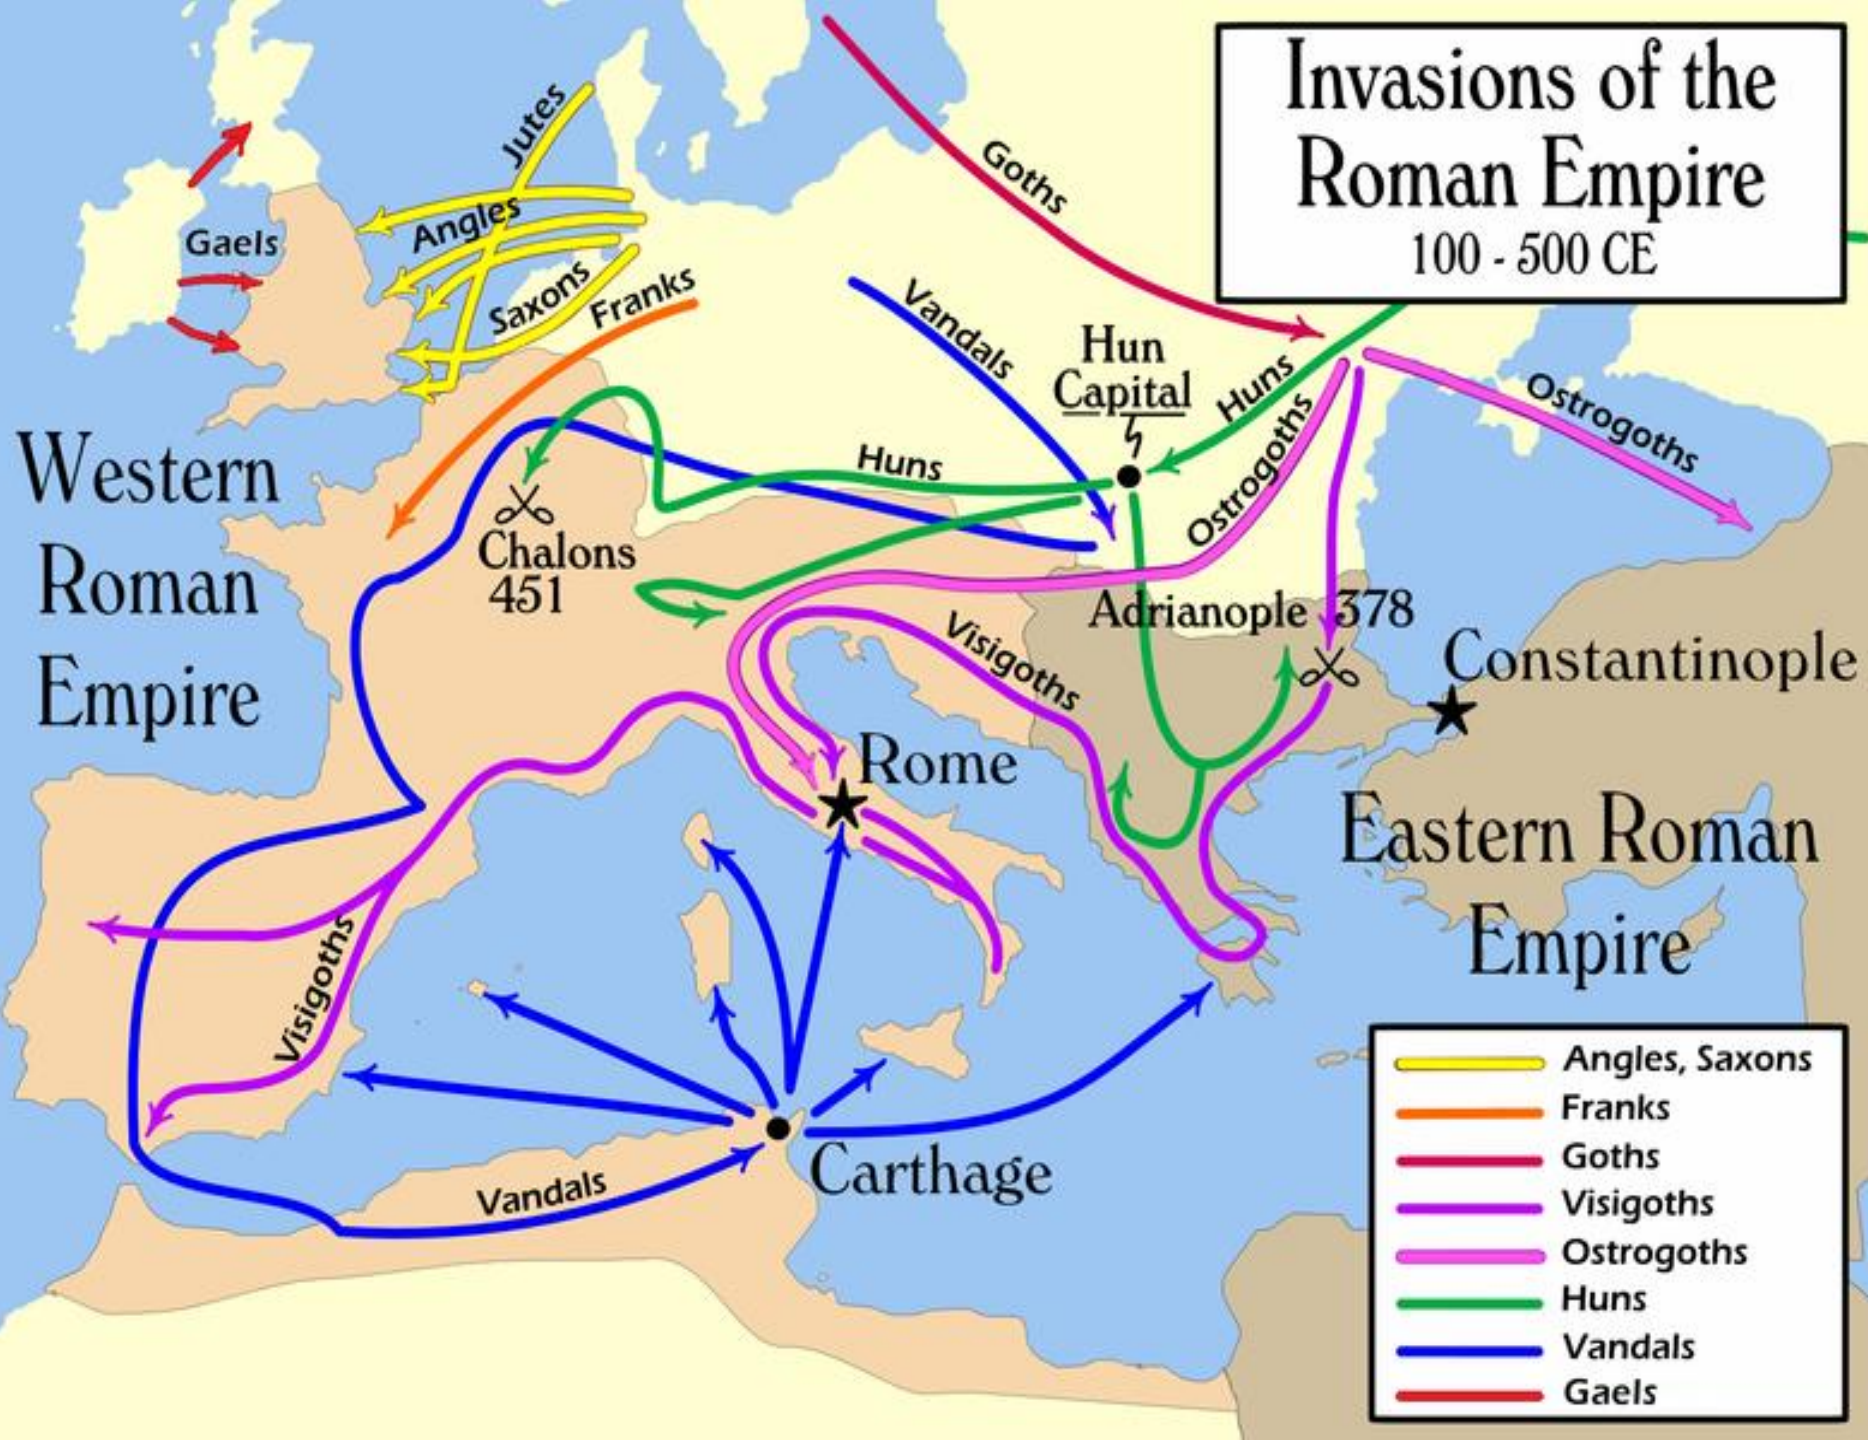 Invasions of the
Roman Empire
100 - 500 CE
Jutes
Goths
Angles
Gaels
Saxons
Franks
Vandals
Hun
Capital
Huns
Ostrogoths
Ostrogoths
Huns
Western
Roman
Empire
Chalons
451
Adrianople 378
Visigoths
Constantinople
Rome
Eastern Roman
Empire
Visigoths
Carthage
Vandals
Angles, Saxons
Franks
Goths
Visigoths
Ostrogoths
Huns
Vandals
Gaels